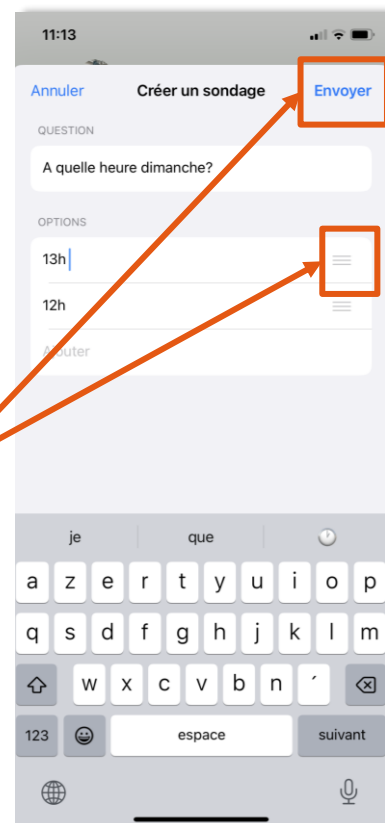 11:13
Annuler Créer un sondage Envoyer
QUESTION
A quelle heure dimanche?
OPTIONS
13h
12h
Ajouter
je que
a z e r t y u i o p
q s d f g h j k l m
w x c v b n ´
123 espace suivant